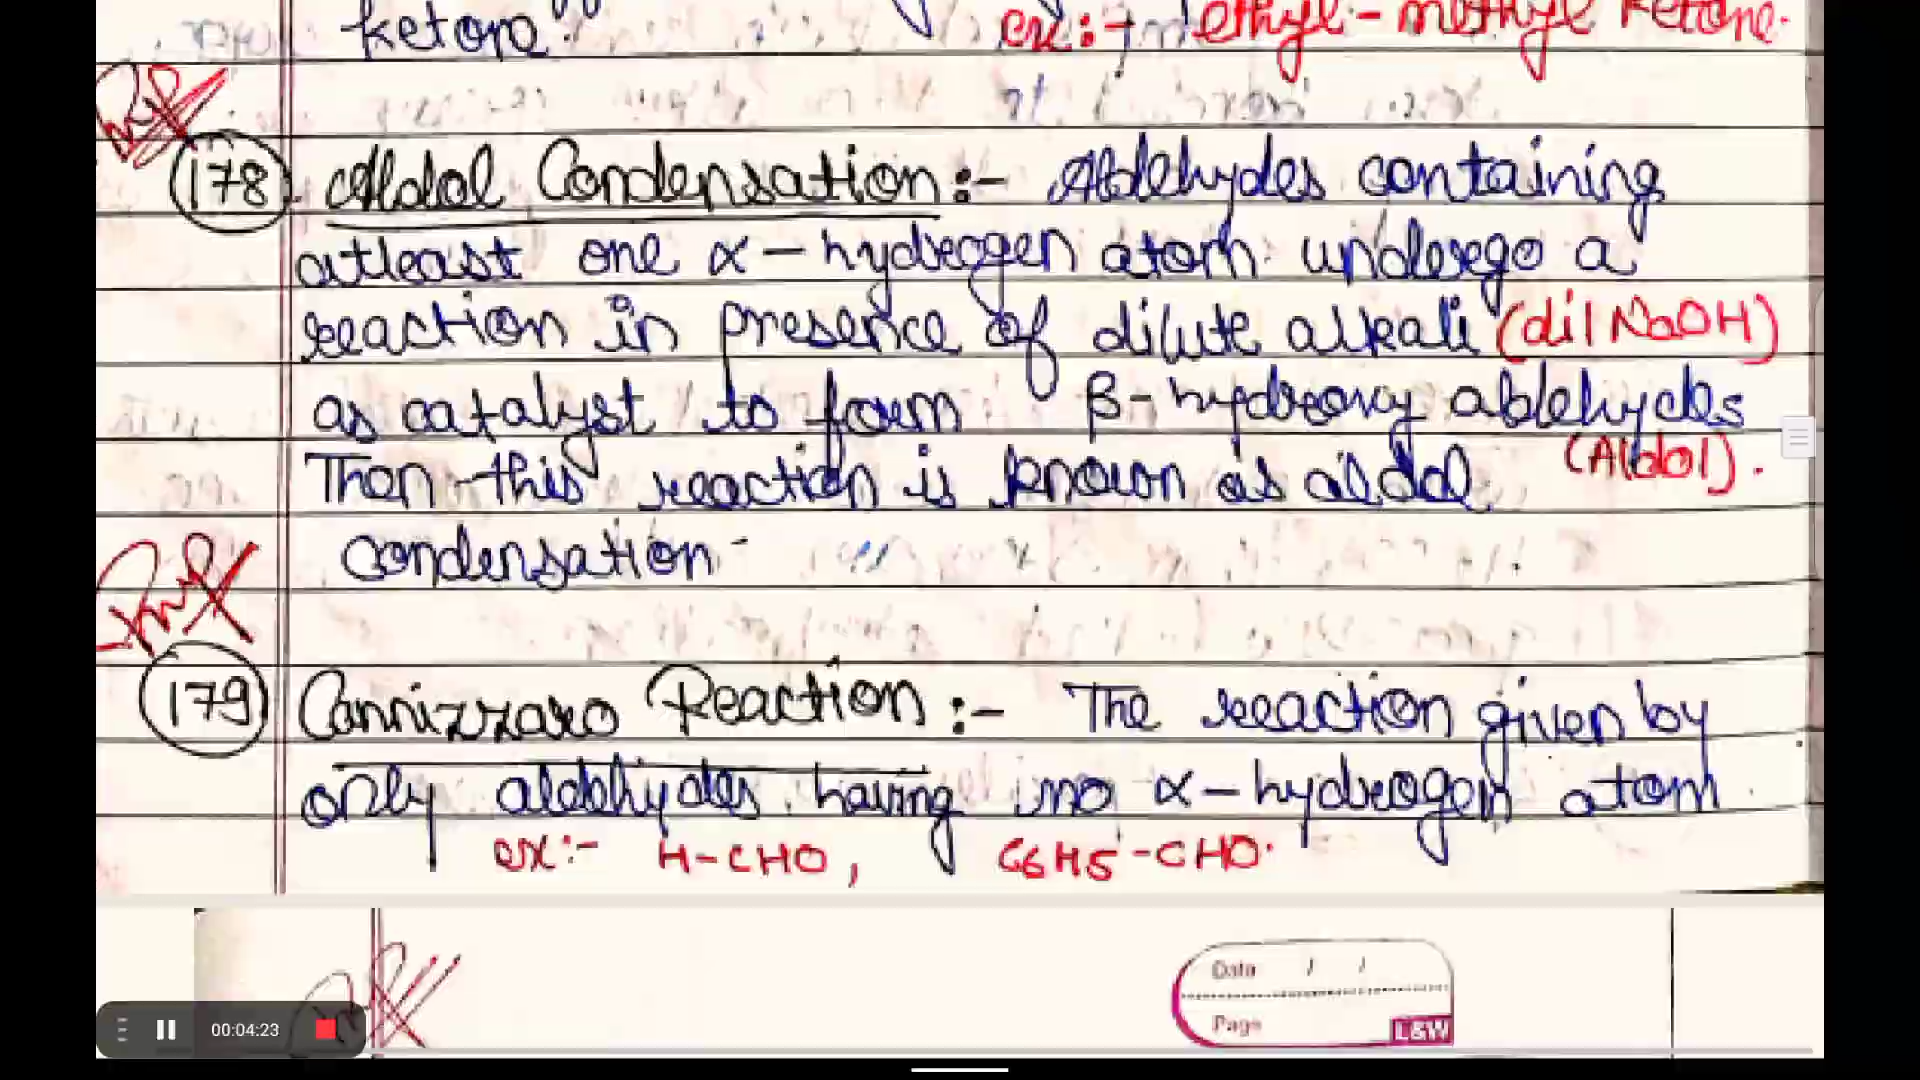 ketone.
ex:- ethyl-methyl ketone.
Imp
178. Aldol Condensation :- Aldehydes containing
atleast one α-hydrogen atom undergo a
reaction in presence of dilute alkali (dil NaOH)
as catalyst to form β-hydroxy aldehydes
(Aldol).
Then this reaction is known as aldol
condensation
Imp
179 Cannizzaro Reaction :- The reaction given by
only aldehydes having no α-hydrogen atom
ex:- H-CHO, C6H5-CHO.
Date / /
Page
L&W
00:04:23